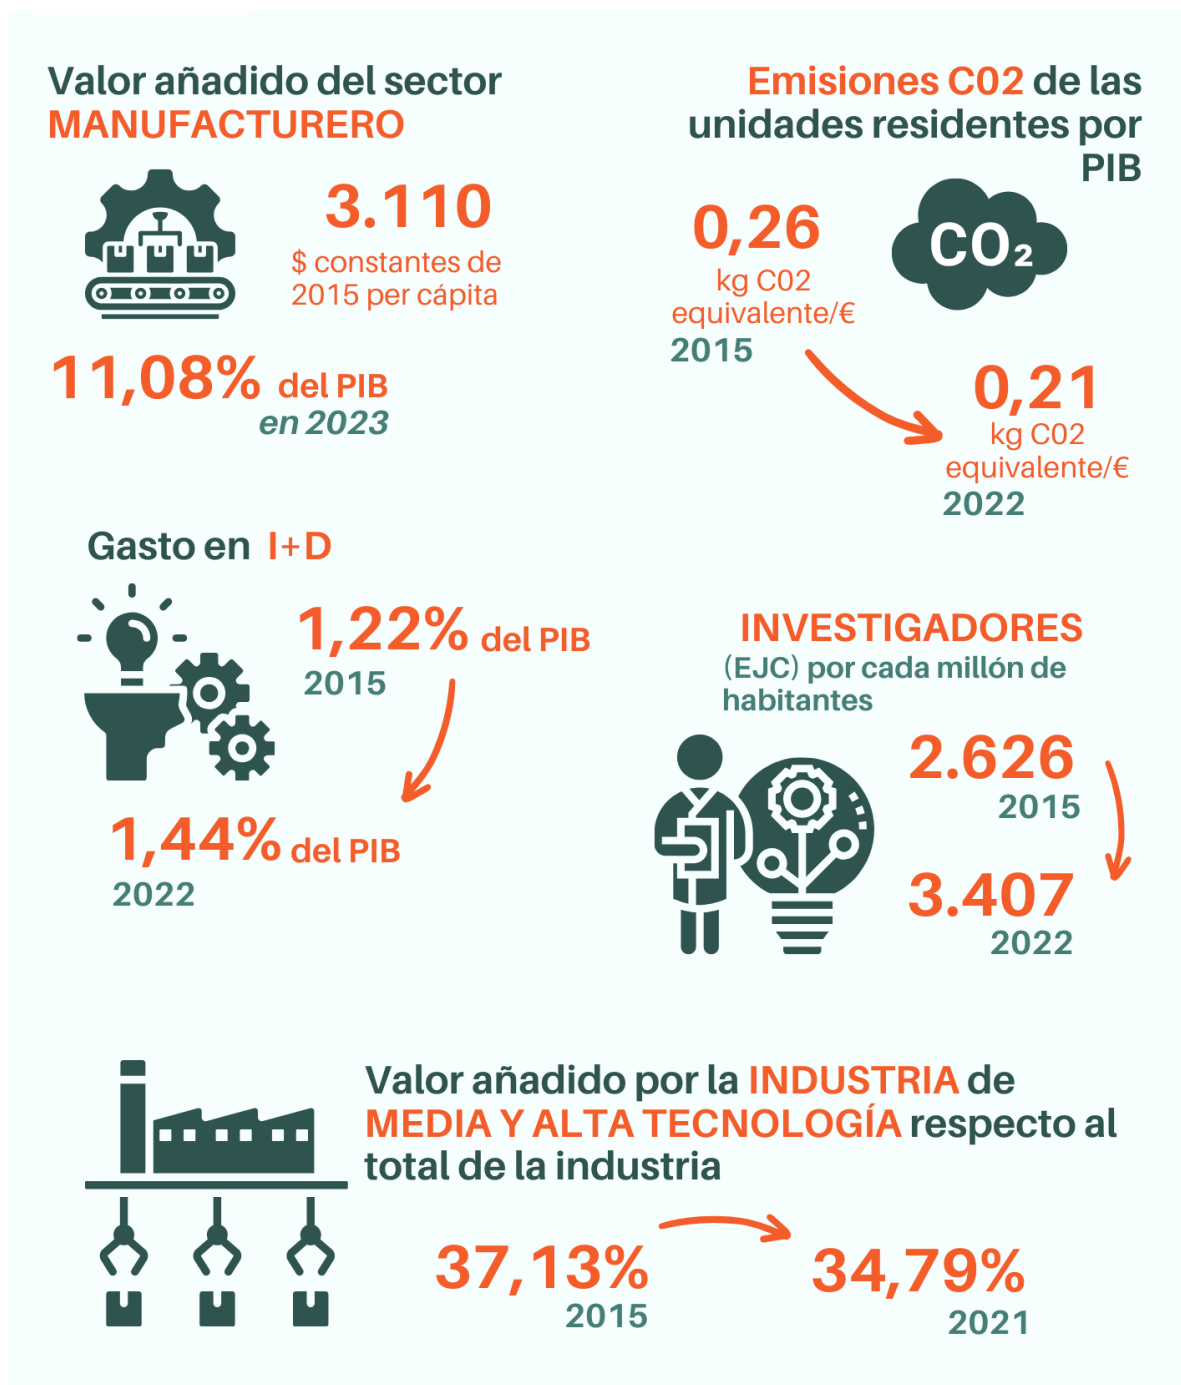 Valor añadido del sector
MANUFACTURERO
3.110
$ constantes de
2015 per cápita
11,08% del PIB
en 2023
Emisiones C02 de las
unidades residentes por
PIB
0,26
kg C02
equivalente/€
2015
CO₂
0,21
kg C02
equivalente/€
2022
Gasto en I+D
1,22% del PIB
2015
1,44% del PIB
2022
INVESTIGADORES
(EJC) por cada millón de
habitantes
2.626
2015
3.407
2022
Valor añadido por la INDUSTRIA de
MEDIA Y ALTA TECNOLOGÍA respecto al
total de la industria
37,13%
2015
34,79%
2021